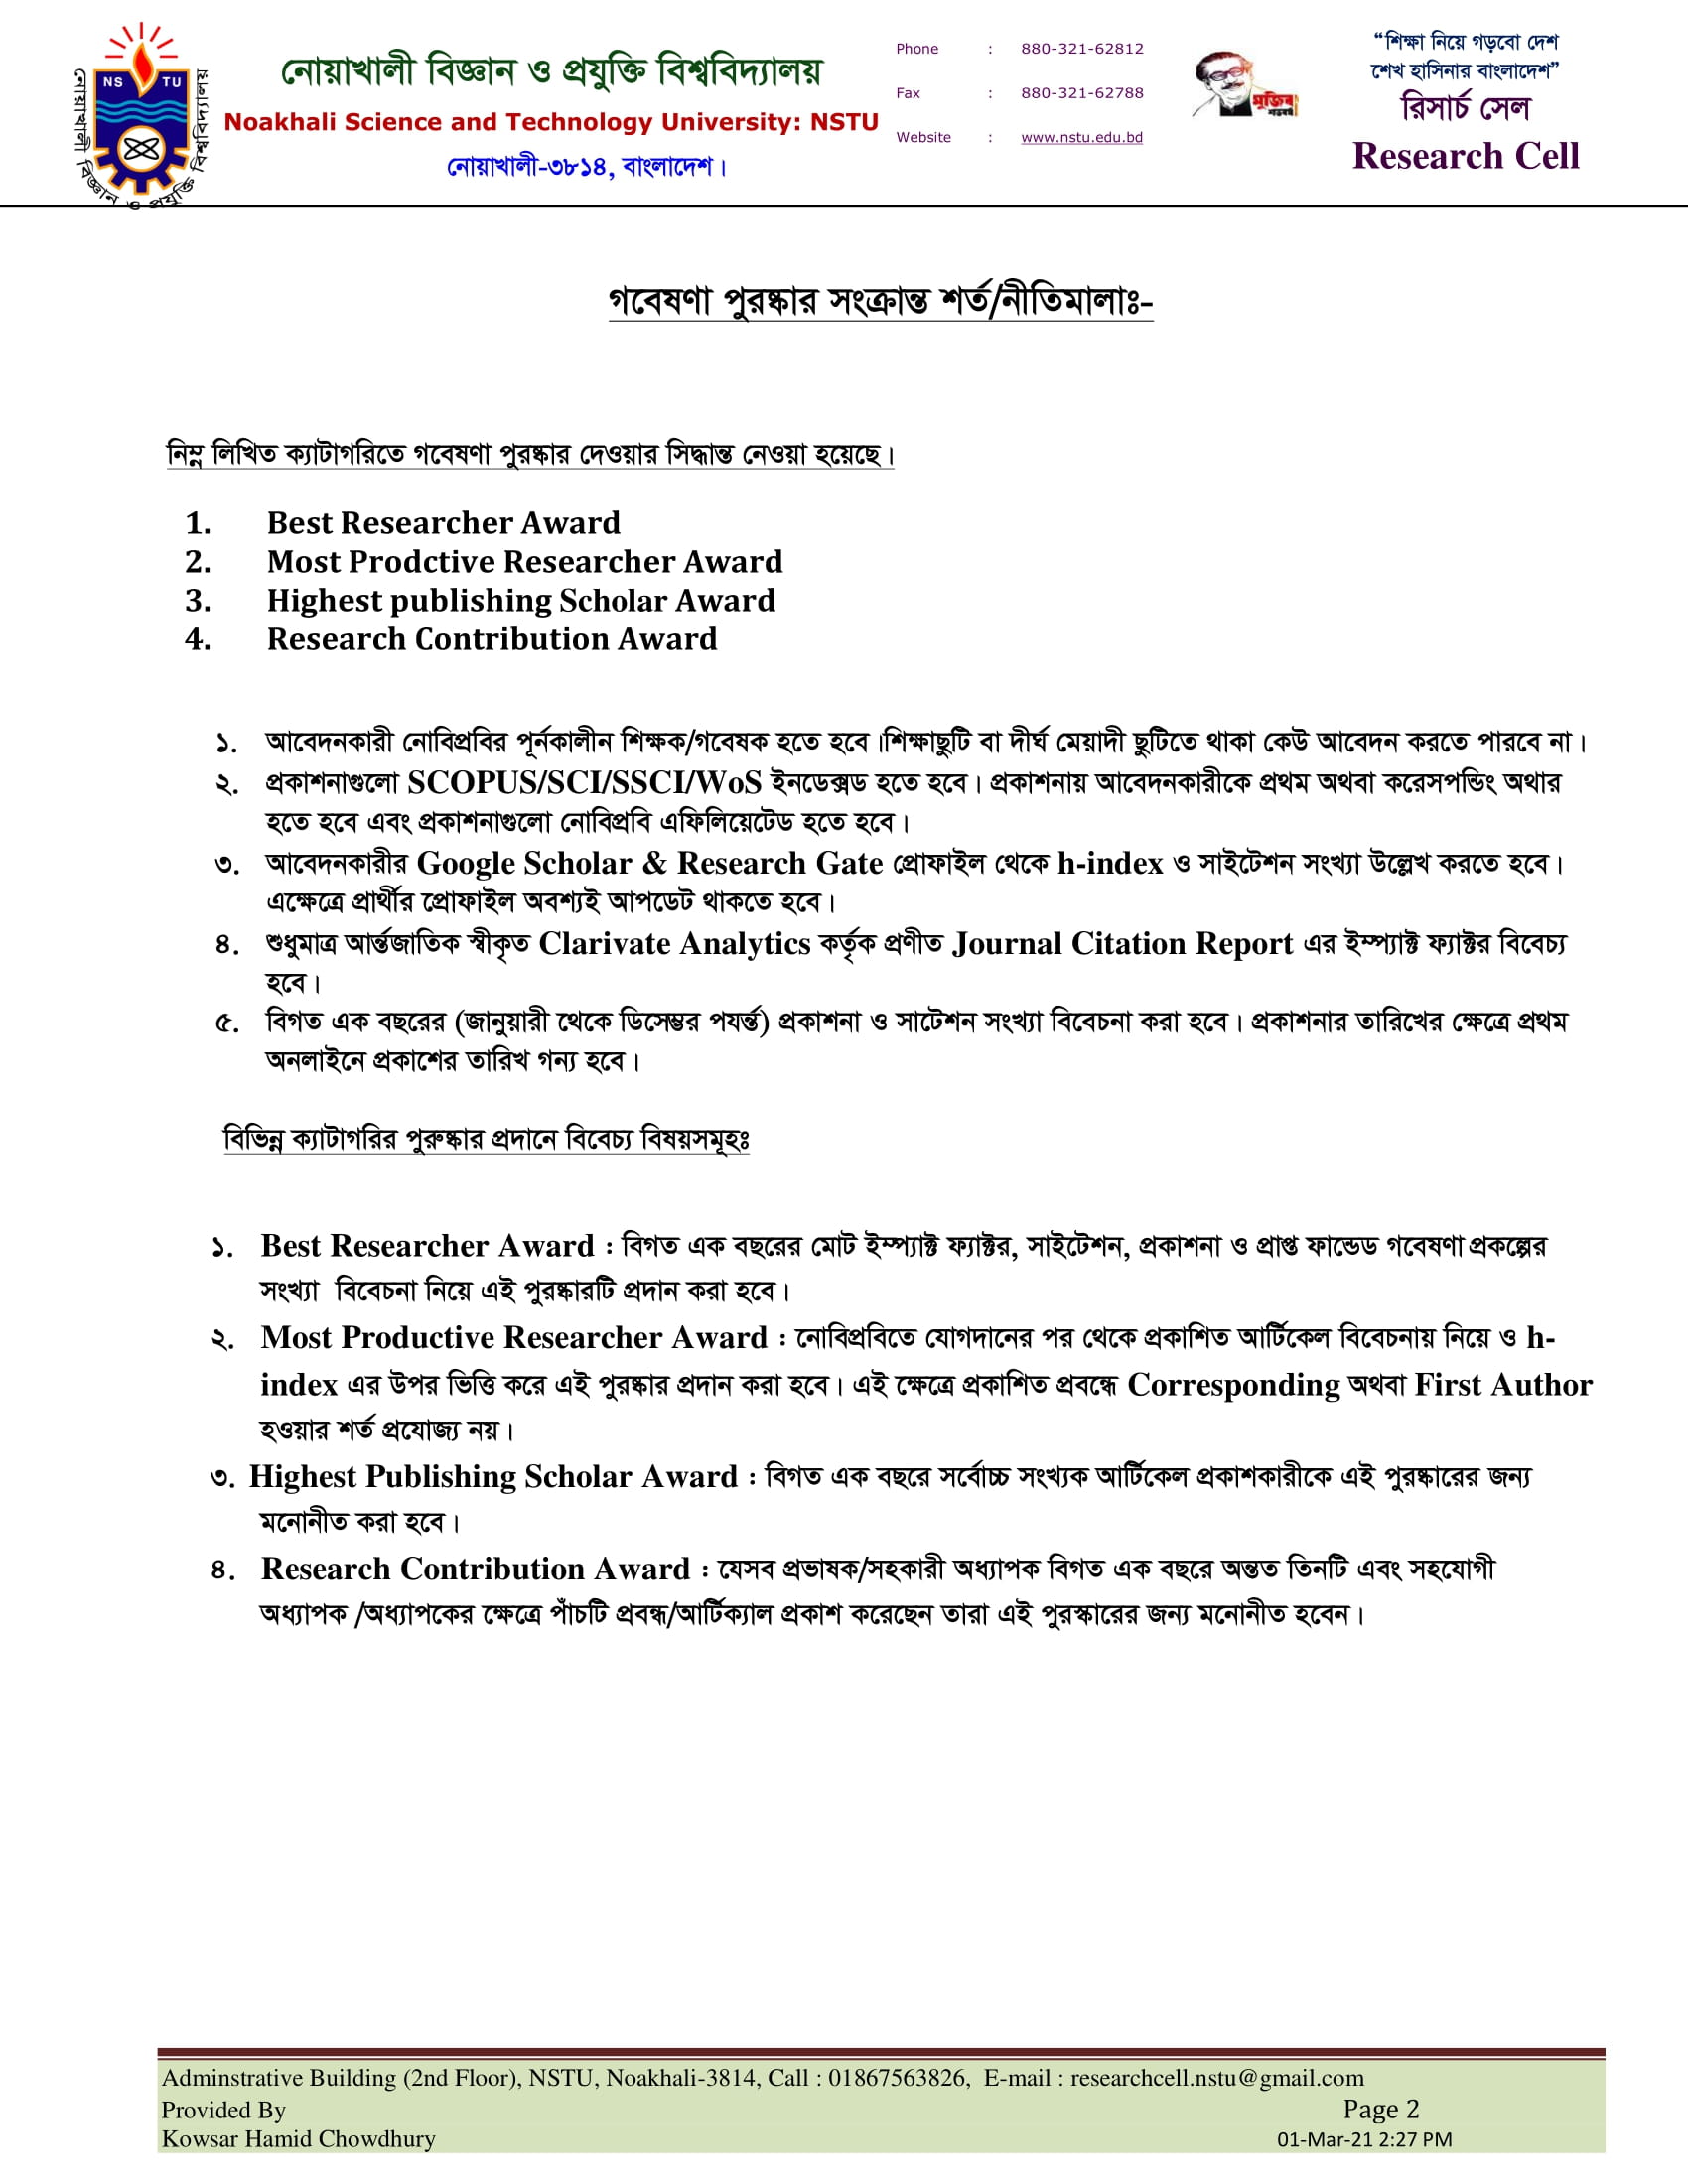 NS TU
নোয়াখালী বিজ্ঞান ও প্রযুক্তি বিশ্ববিদ্যালয়
নোয়াখালী বিজ্ঞান ও প্রযুক্তি বিশ্ববিদ্যালয়
Noakhali Science and Technology University: NSTU
নোয়াখালী-৩৮১৪, বাংলাদেশ।
Phone : 880-321-62812
Fax : 880-321-62788
Website : www.nstu.edu.bd
মুজিব
শতবর্ষ
“শিক্ষা নিয়ে গড়বো দেশ
শেখ হাসিনার বাংলাদেশ”
রিসার্চ সেল
Research Cell
গবেষণা পুরষ্কার সংক্রান্ত শর্ত/নীতিমালাঃ-
নিম্ন লিখিত ক্যাটাগরিতে গবেষণা পুরষ্কার দেওয়ার সিদ্ধান্ত নেওয়া হয়েছে।
1. Best Researcher Award
2. Most Prodctive Researcher Award
3. Highest publishing Scholar Award
4. Research Contribution Award
১. আবেদনকারী নোবিপ্রবির পূর্নকালীন শিক্ষক/গবেষক হতে হবে।শিক্ষাছুটি বা দীর্ঘ মেয়াদী ছুটিতে থাকা কেউ আবেদন করতে পারবে না।
২. প্রকাশনাগুলো SCOPUS/SCI/SSCI/WoS ইনডেক্সড হতে হবে। প্রকাশনায় আবেদনকারীকে প্রথম অথবা করেসপন্ডিং অথার
হতে হবে এবং প্রকাশনাগুলো নোবিপ্রবি এফিলিয়েটেড হতে হবে।
৩. আবেদনকারীর Google Scholar & Research Gate প্রোফাইল থেকে h-index ও সাইটেশন সংখ্যা উল্লেখ করতে হবে।
এক্ষেত্রে প্রার্থীর প্রোফাইল অবশ্যই আপডেট থাকতে হবে।
৪. শুধুমাত্র আর্ন্তজাতিক স্বীকৃত Clarivate Analytics কর্তৃক প্রণীত Journal Citation Report এর ইম্প্যাক্ট ফ্যাক্টর বিবেচ্য
হবে।
৫. বিগত এক বছরের (জানুয়ারী থেকে ডিসেম্বর পযর্ন্ত) প্রকাশনা ও সাটেশন সংখ্যা বিবেচনা করা হবে। প্রকাশনার তারিখের ক্ষেত্রে প্রথম
অনলাইনে প্রকাশের তারিখ গন্য হবে।
বিভিন্ন ক্যাটাগরির পুরুষ্কার প্রদানে বিবেচ্য বিষয়সমূহঃ
১. Best Researcher Award : বিগত এক বছরের মোট ইম্প্যাক্ট ফ্যাক্টর, সাইটেশন, প্রকাশনা ও প্রাপ্ত ফান্ডেড গবেষণা প্রকল্পের
সংখ্যা বিবেচনা নিয়ে এই পুরষ্কারটি প্রদান করা হবে।
২. Most Productive Researcher Award : নোবিপ্রবিতে যোগদানের পর থেকে প্রকাশিত আর্টিকেল বিবেচনায় নিয়ে ও h-
index এর উপর ভিত্তি করে এই পুরষ্কার প্রদান করা হবে। এই ক্ষেত্রে প্রকাশিত প্রবন্ধে Corresponding অথবা First Author
হওয়ার শর্ত প্রযোজ্য নয়।
৩. Highest Publishing Scholar Award : বিগত এক বছরে সর্বোচ্চ সংখ্যক আর্টিকেল প্রকাশকারীকে এই পুরষ্কারের জন্য
মনোনীত করা হবে।
৪. Research Contribution Award : যেসব প্রভাষক/সহকারী অধ্যাপক বিগত এক বছরে অন্তত তিনটি এবং সহযোগী
অধ্যাপক /অধ্যাপকের ক্ষেত্রে পাঁচটি প্রবন্ধ/আর্টিক্যাল প্রকাশ করেছেন তারা এই পুরস্কারের জন্য মনোনীত হবেন।
Adminstrative Building (2nd Floor), NSTU, Noakhali-3814, Call : 01867563826, E-mail : researchcell.nstu@gmail.com
Provided By Page 2
Kowsar Hamid Chowdhury 01-Mar-21 2:27 PM